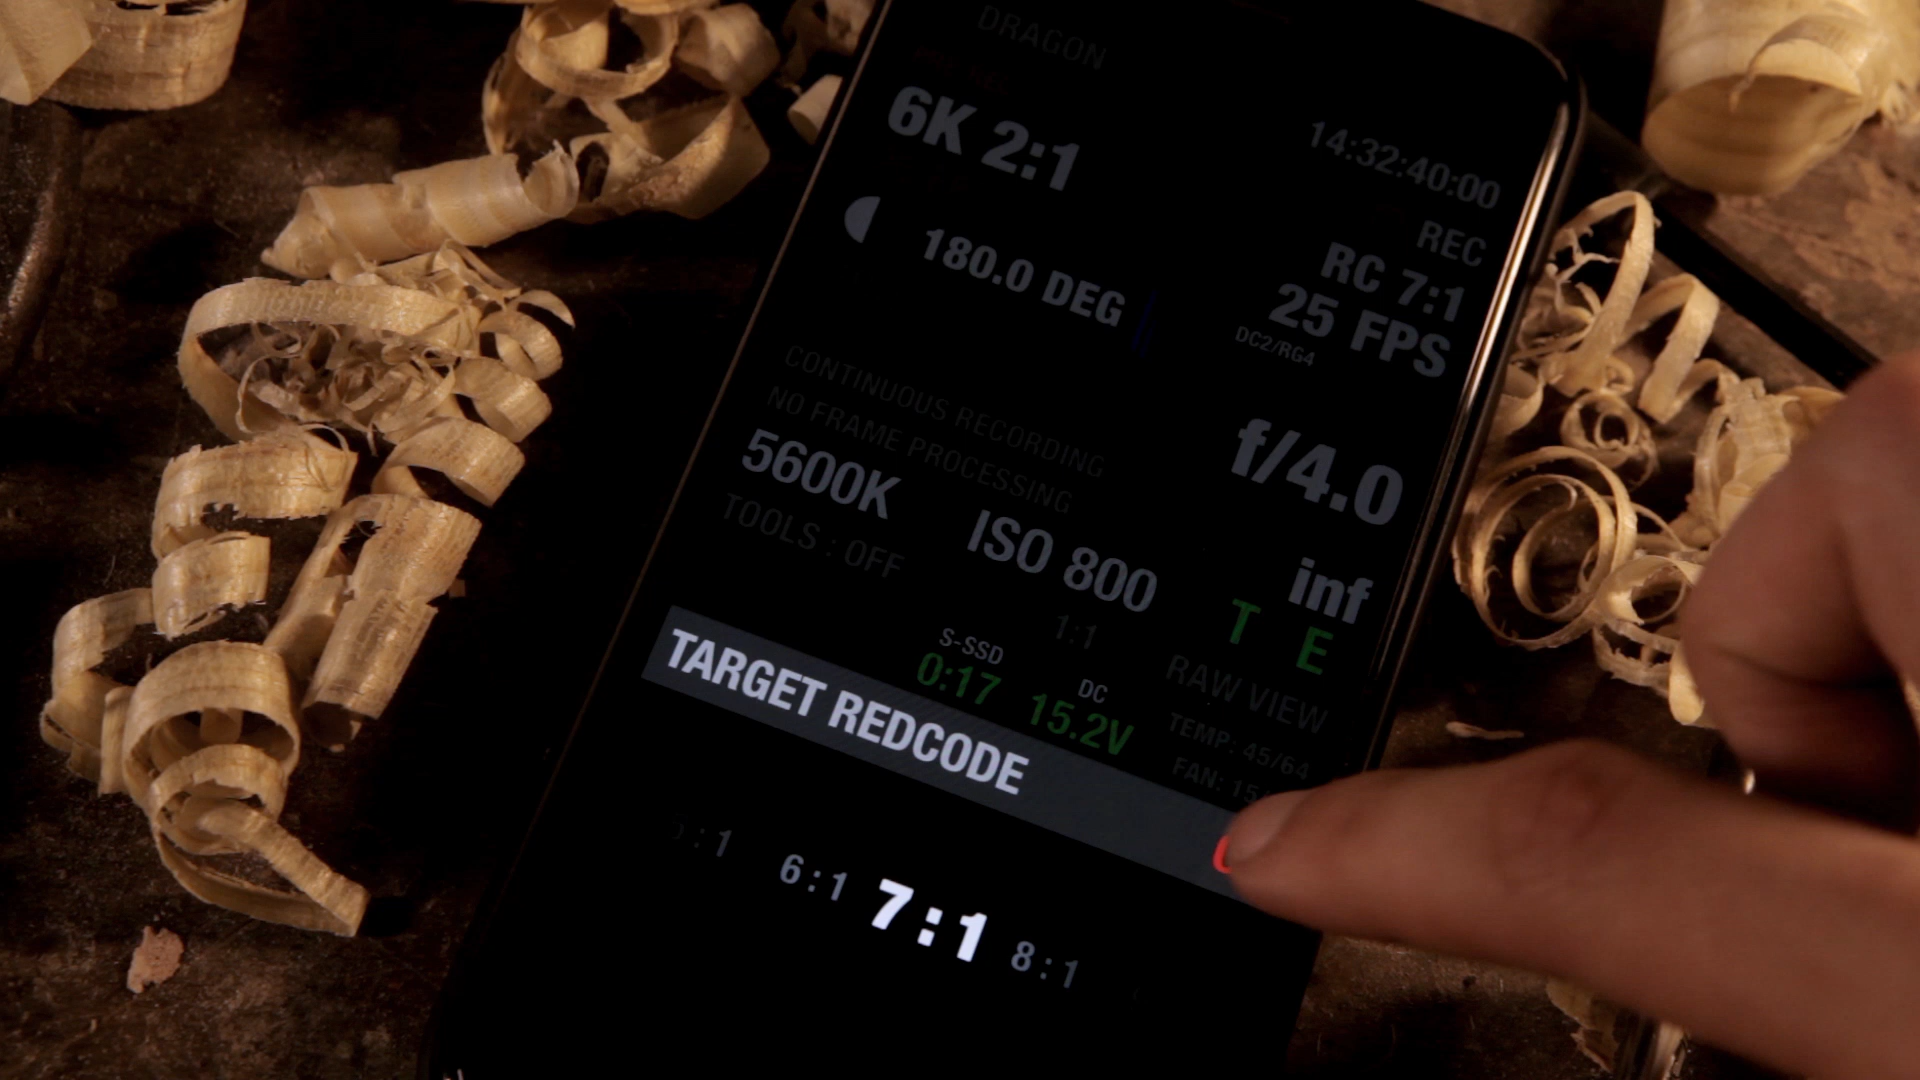 DRAGON
6K 2:1
14:32:40:00
REC
180.0 DEG
RC 7:1
25 FPS
DC2/RG4
CONTINUOUS RECORDING
NO FRAME PROCESSING
f/4.0
5600K
ISO 800
inf
TOOLS : OFF
1:1
T E
S-SSD
0:17
DC
15.2V
RAW VIEW
TEMP: 45/64
FAN:
TARGET REDCODE
6:1
7:1
8:1